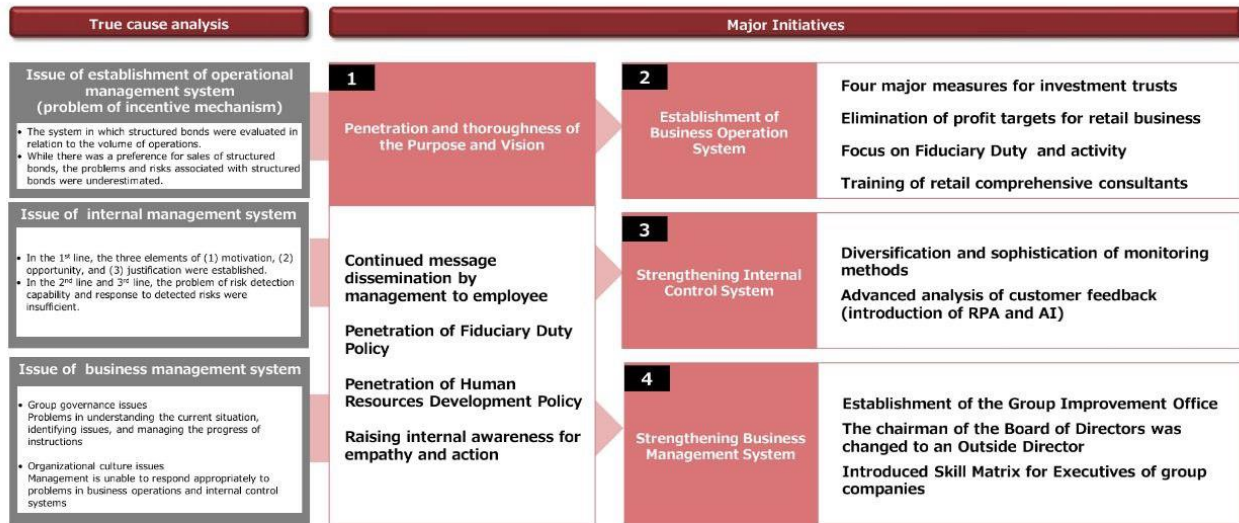 True cause analysis
Major Initiatives
Issue of establishment of operational
management system
(problem of incentive mechanism)
• The system in which structured bonds were evaluated in
relation to the volume of operations.
• While there was a preference for sales of structured
bonds, the problems and risks associated with structured
bonds were underestimated.
Issue of internal management system
• In the 1st line, the three elements of (1) motivation, (2)
opportunity, and (3) justification were established.
• In the 2nd line and 3rd line, the problem of risk detection
capability and response to detected risks were
insufficient.
Issue of business management system
• Group governance issues
Problems in understanding the current situation,
identifying issues, and managing the progress of
instructions
• Organizational culture issues
Management is unable to respond appropriately to
problems in business operations and internal control
systems
1
Penetration and thoroughness of
the Purpose and Vision
Continued message
dissemination by
management to employee
Penetration of Fiduciary Duty
Policy
Penetration of Human
Resources Development Policy
Raising internal awareness for
empathy and action
2
Establishment of
Business Operation
System
Four major measures for investment trusts
Elimination of profit targets for retail business
Focus on Fiduciary Duty and activity
Training of retail comprehensive consultants
3
Strengthening Internal
Control System
Diversification and sophistication of monitoring
methods
Advanced analysis of customer feedback
(introduction of RPA and AI)
4
Strengthening Business
Management System
Establishment of the Group Improvement Office
The chairman of the Board of Directors was
changed to an Outside Director
Introduced Skill Matrix for Executives of group
companies